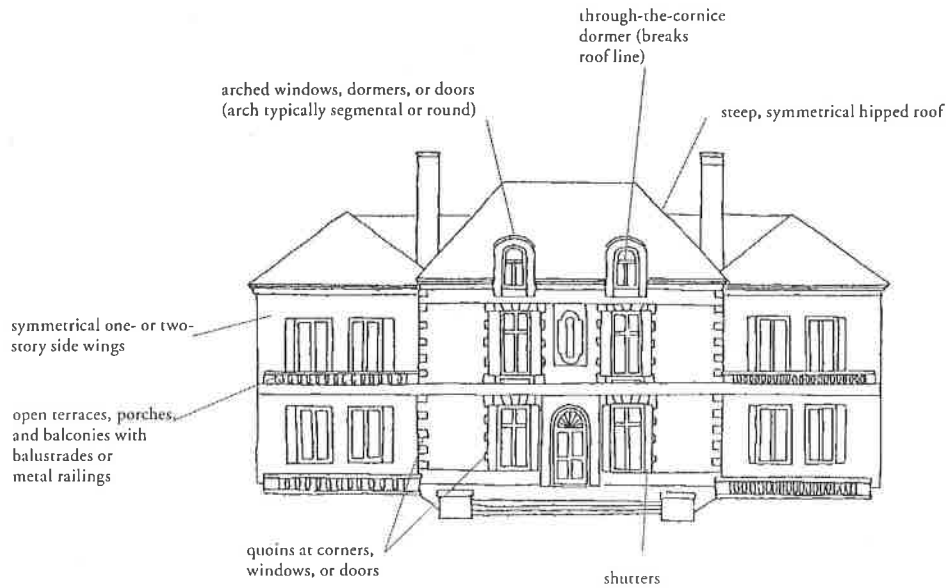 through-the-cornice
dormer (breaks
roof line)
arched windows, dormers, or doors
(arch typically segmental or round)
steep, symmetrical hipped roof
symmetrical one- or two-
story side wings
open terraces, porches,
and balconies with
balustrades or
metal railings
quoins at corners,
windows, or doors
shutters